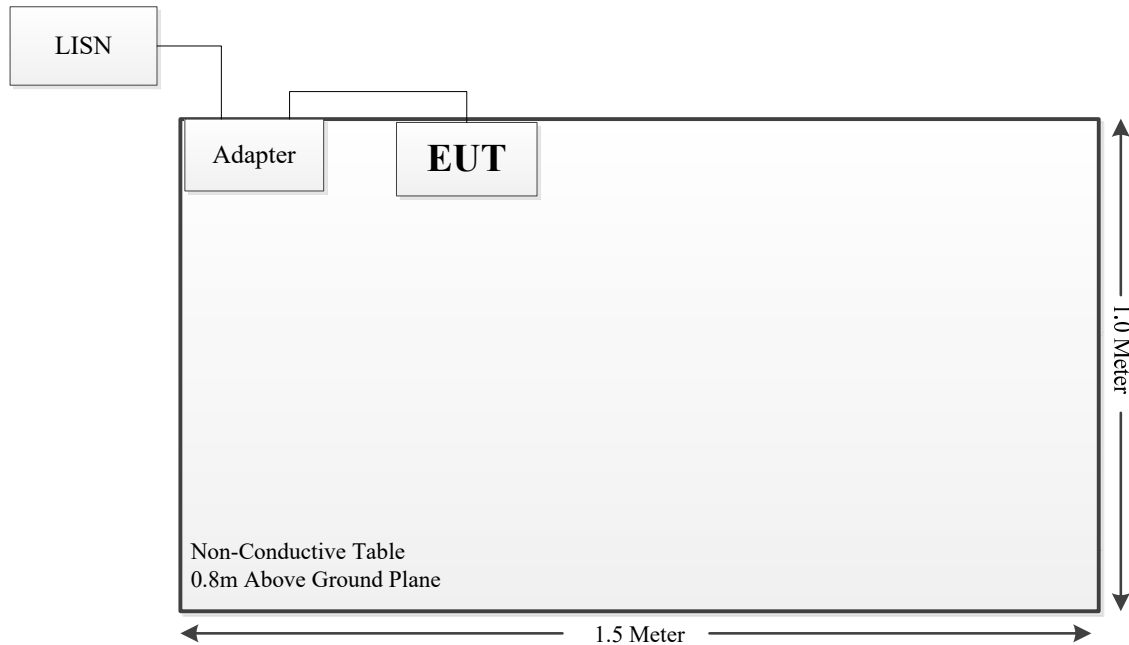 LISN
Adapter
EUT
1.0 Meter
Non-Conductive Table
0.8m Above Ground Plane
1.5 Meter